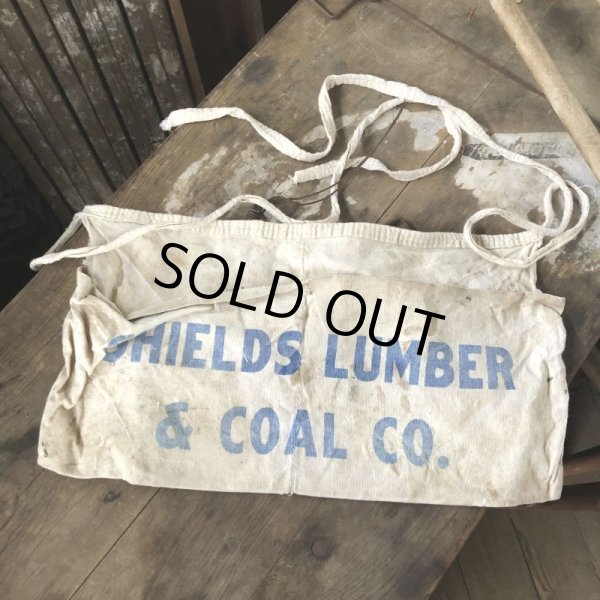 SOLD OUT
SHIELDS LUMBER
& COAL CO.